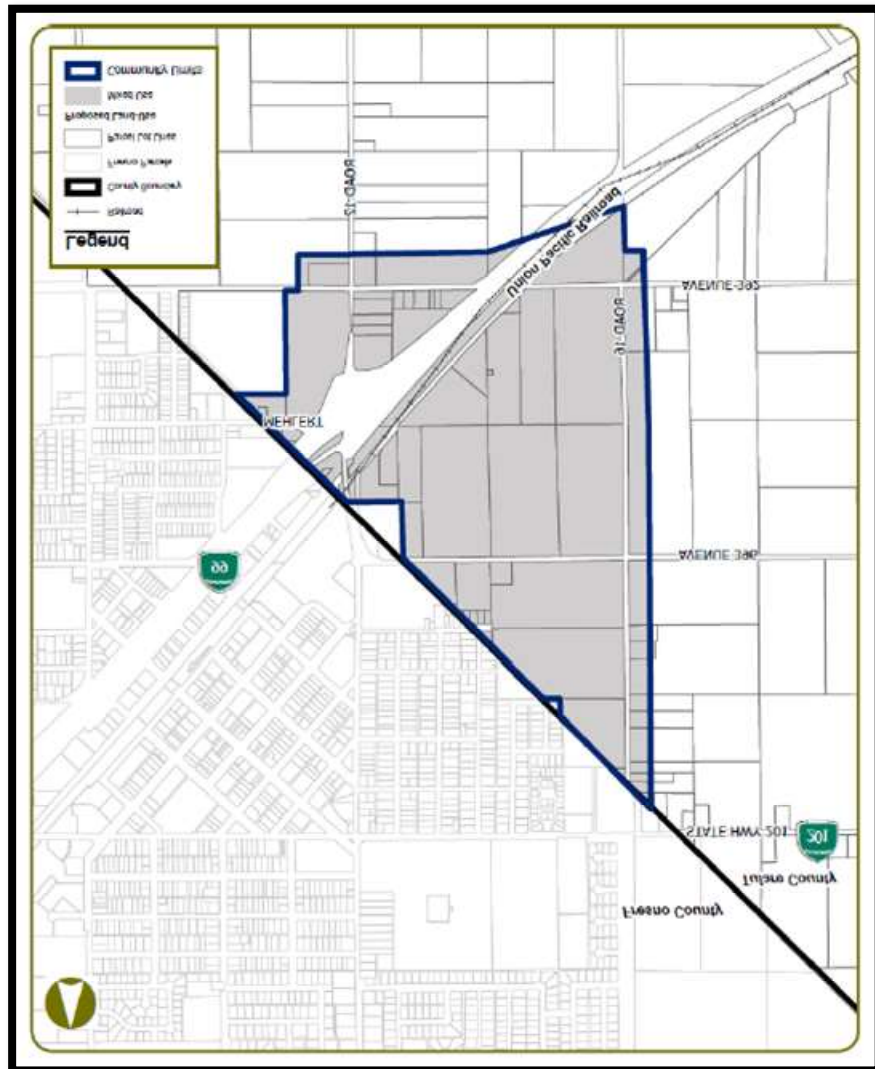 Fresno County
Tulare County
201
STATE HWY-201
99
AVENUE-396
MEHLERT
ROAD-16
AVENUE-392
Union Pacific Railroad
ROAD-12
Legend
Railroad
County Boundary
Fresno Parcels
Parcel Lot Lines
Proposed Land-Use
Mixed Use
Community Limits